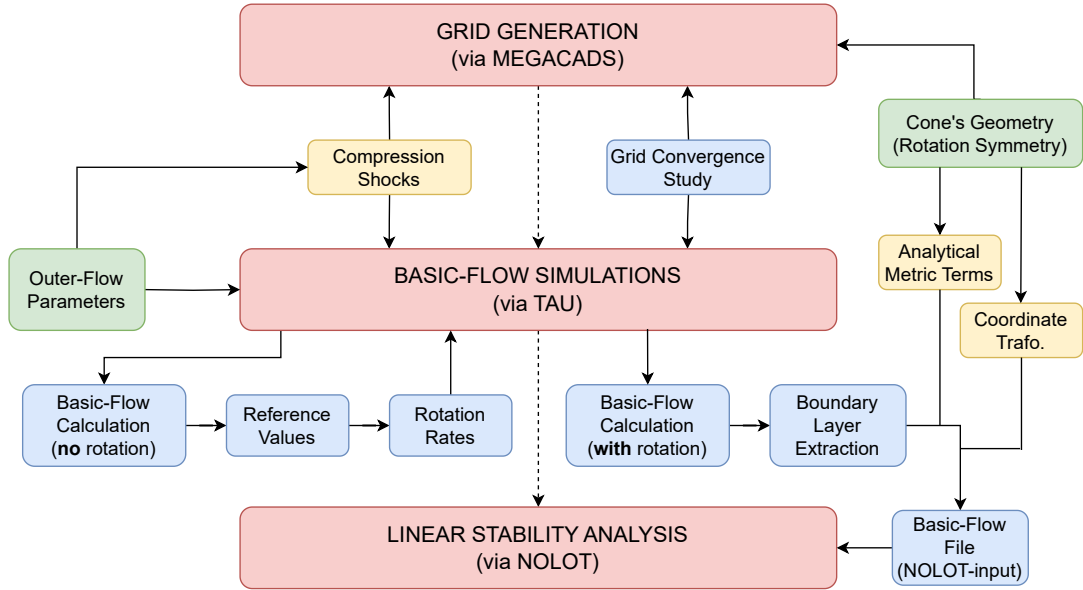 GRID GENERATION
(via MEGACADS)
Cone's Geometry
(Rotation Symmetry)
Compression
Shocks
Grid Convergence
Study
Analytical
Metric Terms
Outer-Flow
Parameters
BASIC-FLOW SIMULATIONS
(via TAU)
Coordinate
Trafo.
Basic-Flow
Calculation
(no rotation)
Reference
Values
Rotation
Rates
Basic-Flow
Calculation
(with rotation)
Boundary
Layer
Extraction
LINEAR STABILITY ANALYSIS
(via NOLOT)
Basic-Flow
File
(NOLOT-input)